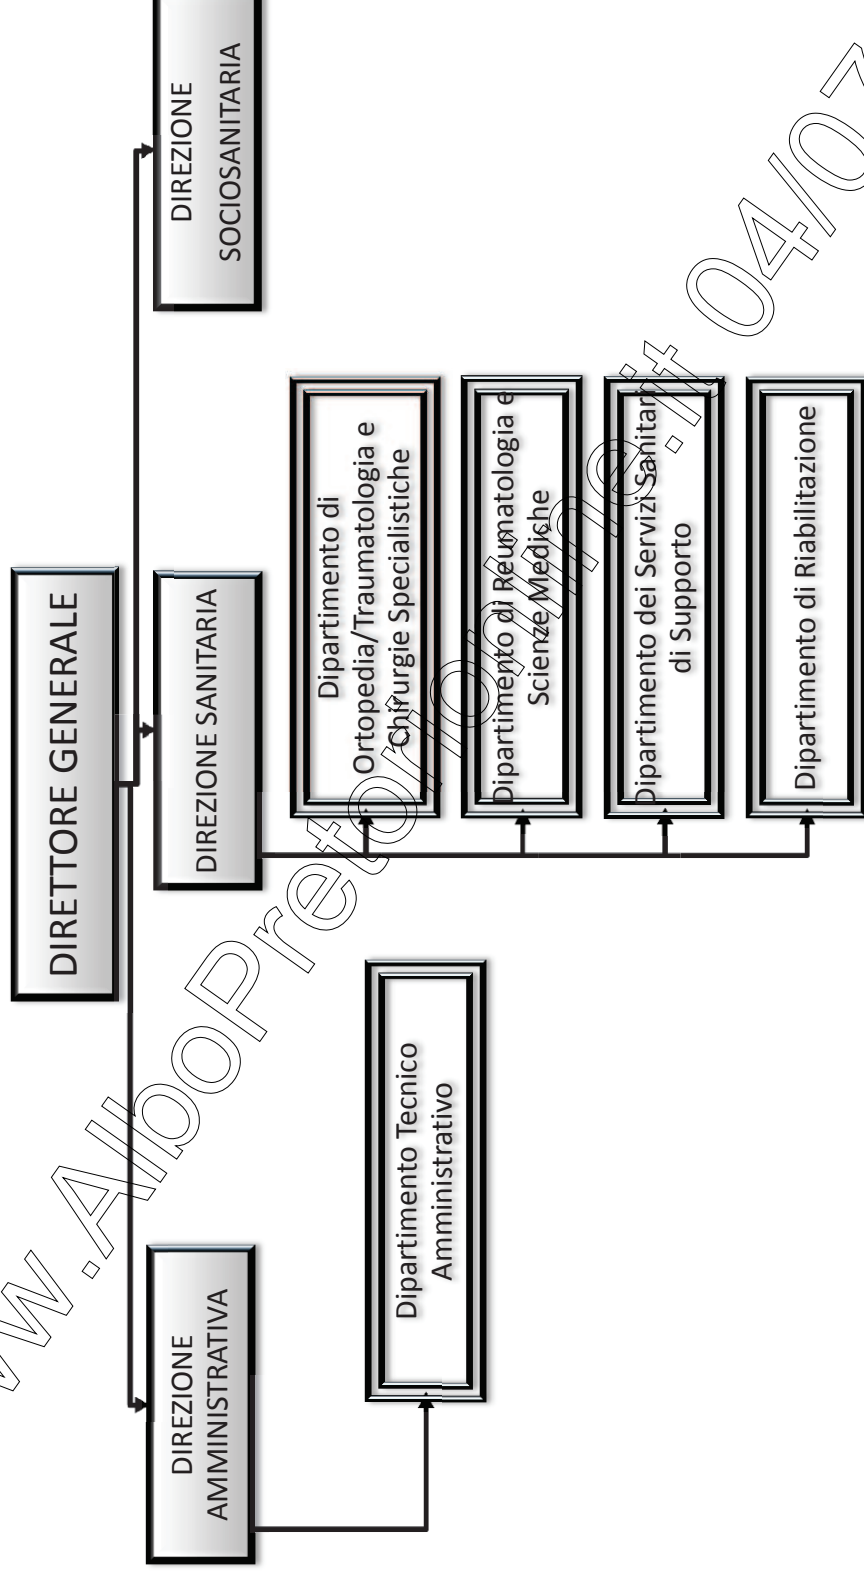 DIRETTORE GENERALE
DIREZIONE
AMMINISTRATIVA
DIREZIONE SANITARIA
DIREZIONE
SOCIOSANITARIA
Dipartimento Tecnico
Amministrativo
Dipartimento di
Ortopedia/Traumatologia e
Chirurgie Specialistiche
Dipartimento di Reumatologia e
Scienze Mediche
Dipartimento dei Servizi Sanitari
di Supporto
Dipartimento di Riabilitazione
w.AlboPretorionline.it 04/07